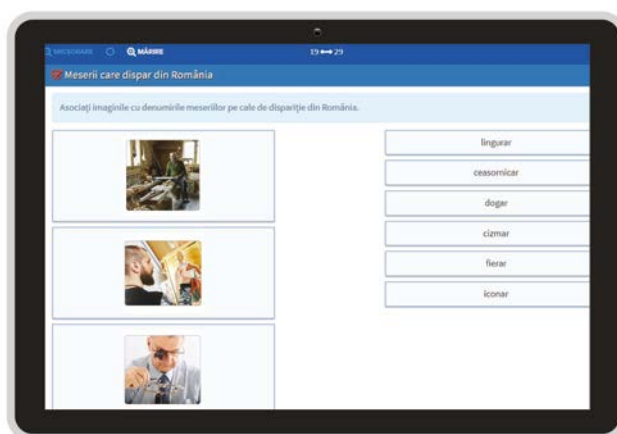 MICȘORARE MĂRIRE 19 ↔ 29
Meserii care dispar din România
Asociați imaginile cu denumirile meseriilor pe cale de dispariție din România.
lingurar
ceasornicar
dogar
cizmar
fierar
iconar